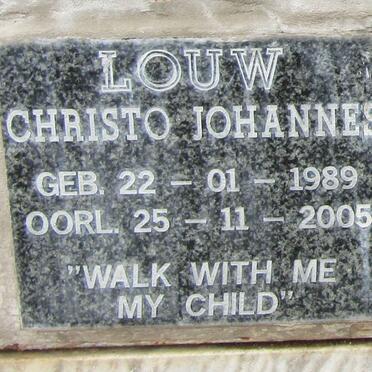 LOUW
CHRISTO JOHANNES
GEB. 22 - 01 - 1989
OORL. 25 - 11 - 2005
"WALK WITH ME
MY CHILD"